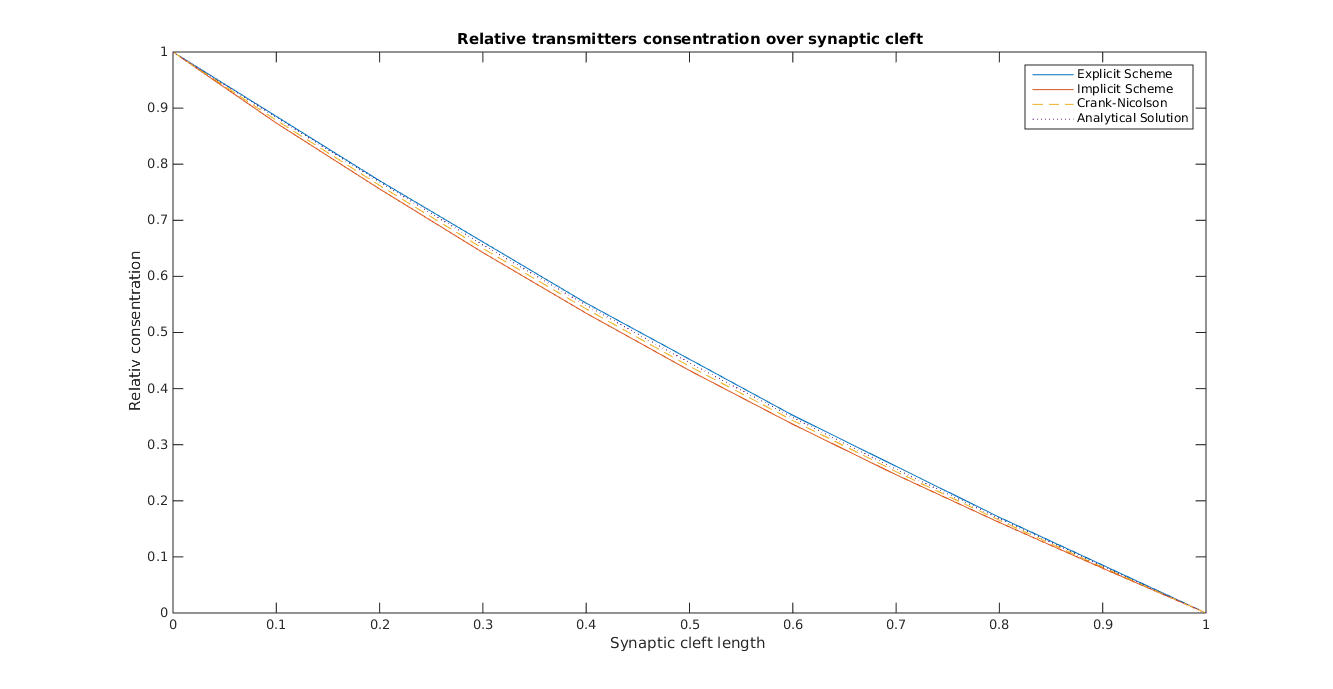 Relative transmitters consentration over synaptic cleft
Explicit Scheme
Implicit Scheme
Crank-Nicolson
Analytical Solution
Relativ consentration
1
0.9
0.8
0.7
0.6
0.5
0.4
0.3
0.2
0.1
0
0 0.1 0.2 0.3 0.4 0.5 0.6 0.7 0.8 0.9 1
Synaptic cleft length